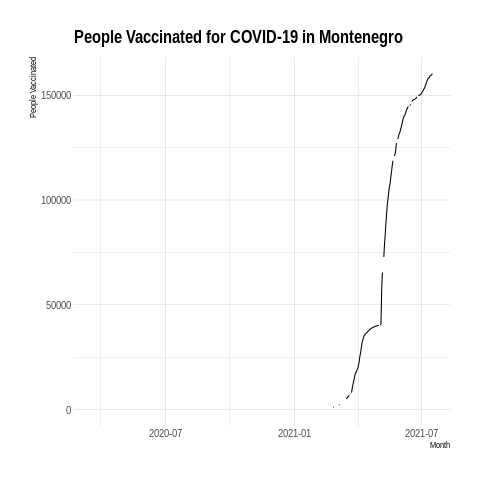 People Vaccinated for COVID-19 in Montenegro
People Vaccinated
150000
100000
50000
0
2020-07
2021-01
2021-07
Month